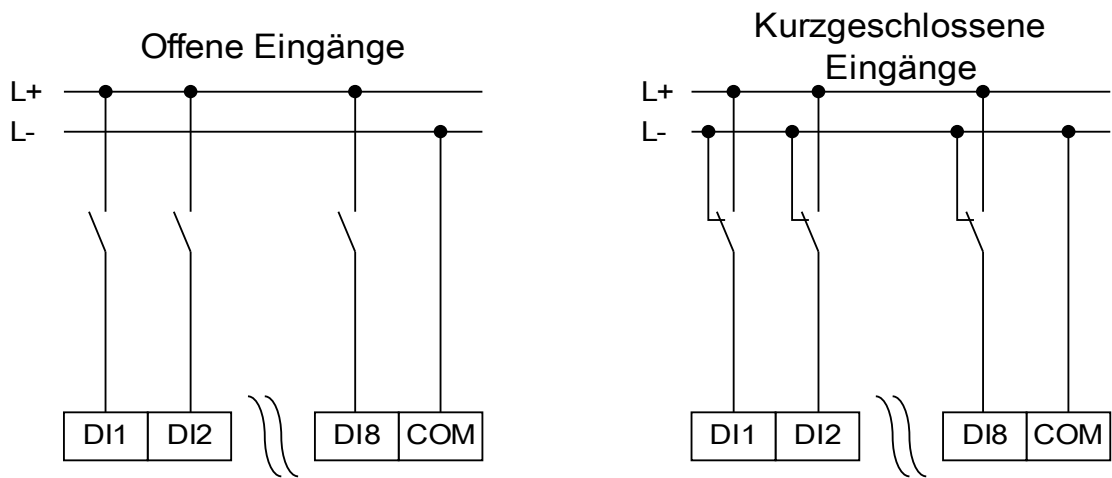 Offene Eingänge
L+
L-
DI1 DI2 DI8 COM
Kurzgeschlossene
Eingänge
L+
L-
DI1 DI2 DI8 COM